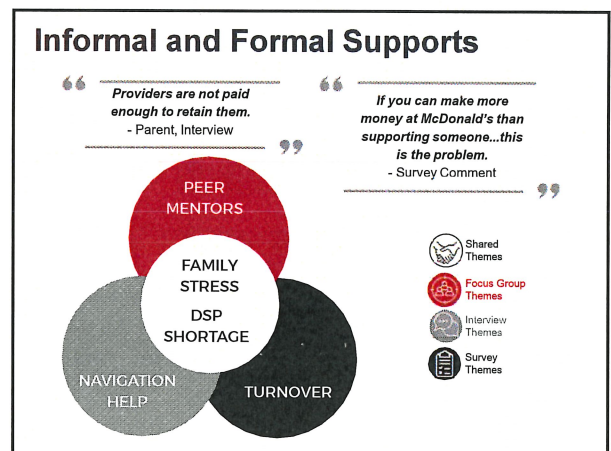 Informal and Formal Supports
“
Providers are not paid
enough to retain them.
- Parent, Interview
”
“
If you can make more
money at McDonald's than
supporting someone...this
is the problem.
- Survey Comment
”
PEER
MENTORS
FAMILY
STRESS
DSP
SHORTAGE
NAVIGATION
HELP
TURNOVER
Shared
Themes
Focus Group
Themes
Interview
Themes
Survey
Themes